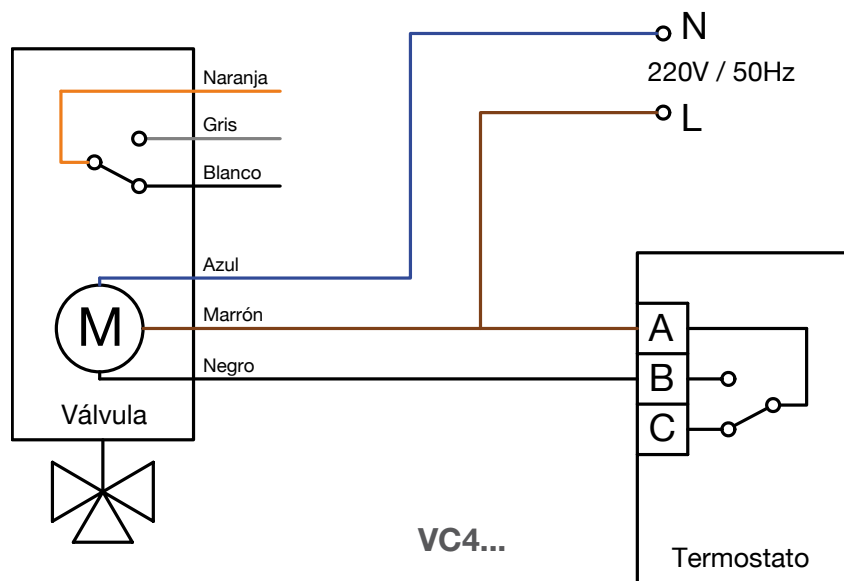 Naranja
Gris
Blanco
N
220V / 50Hz
L
Azul
Marrón
Negro
M
Válvula
A
B
C
VC4...
Termostato